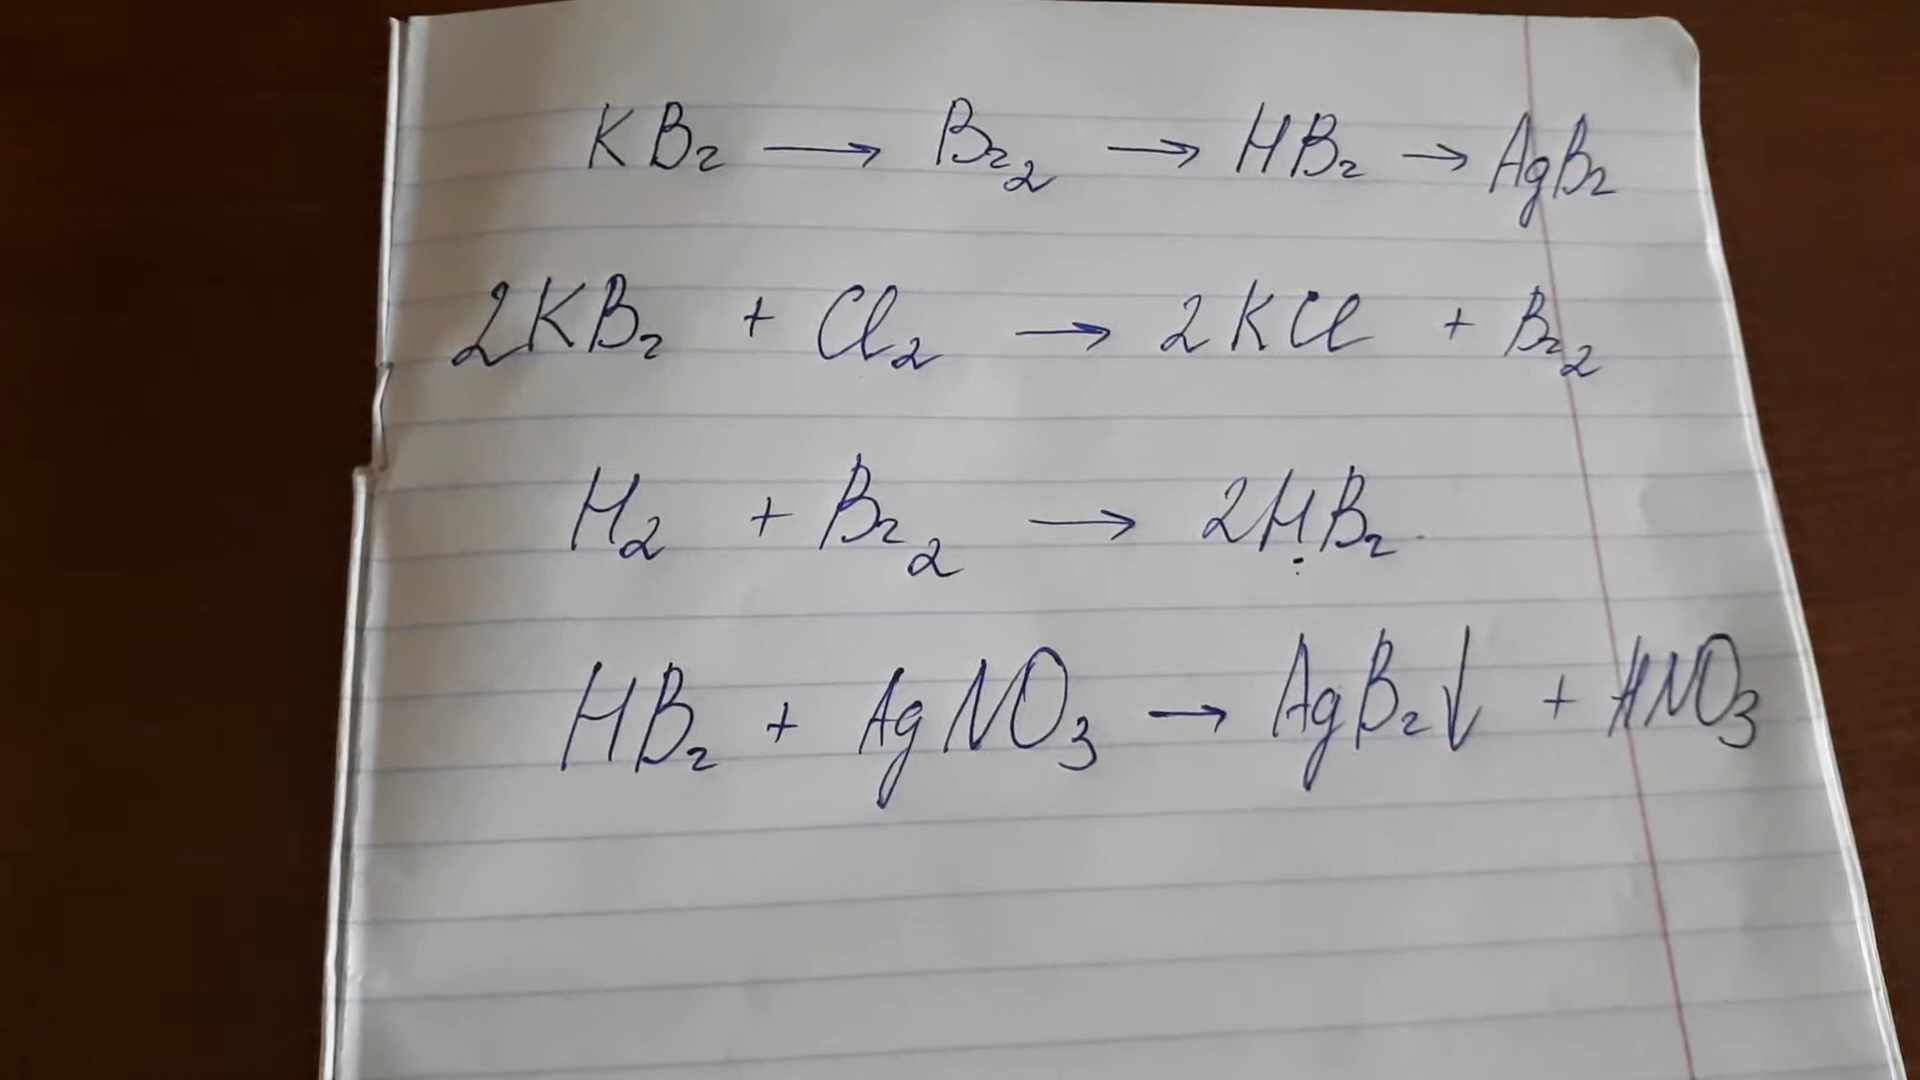 KBr → Br₂ → HBr → AgBr
2KBr + Cl₂ → 2KCl + Br₂
H₂ + Br₂ → 2HBr
HBr + AgNO₃ → AgBr↓ + HNO₃